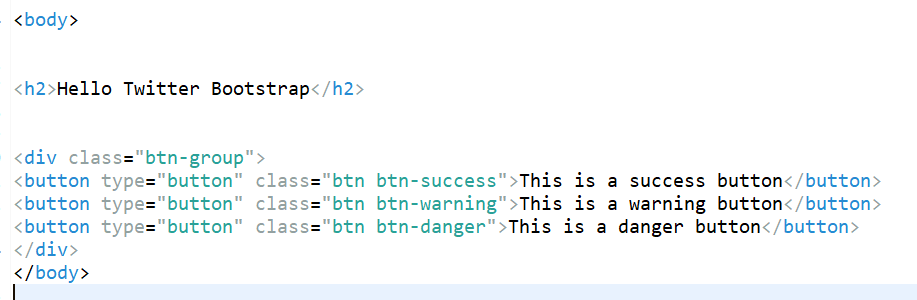 <body>
<h2>Hello Twitter Bootstrap</h2>
<div class="btn-group">
<button type="button" class="btn btn-success">This is a success button</button>
<button type="button" class="btn btn-warning">This is a warning button</button>
<button type="button" class="btn btn-danger">This is a danger button</button>
</div>
</body>